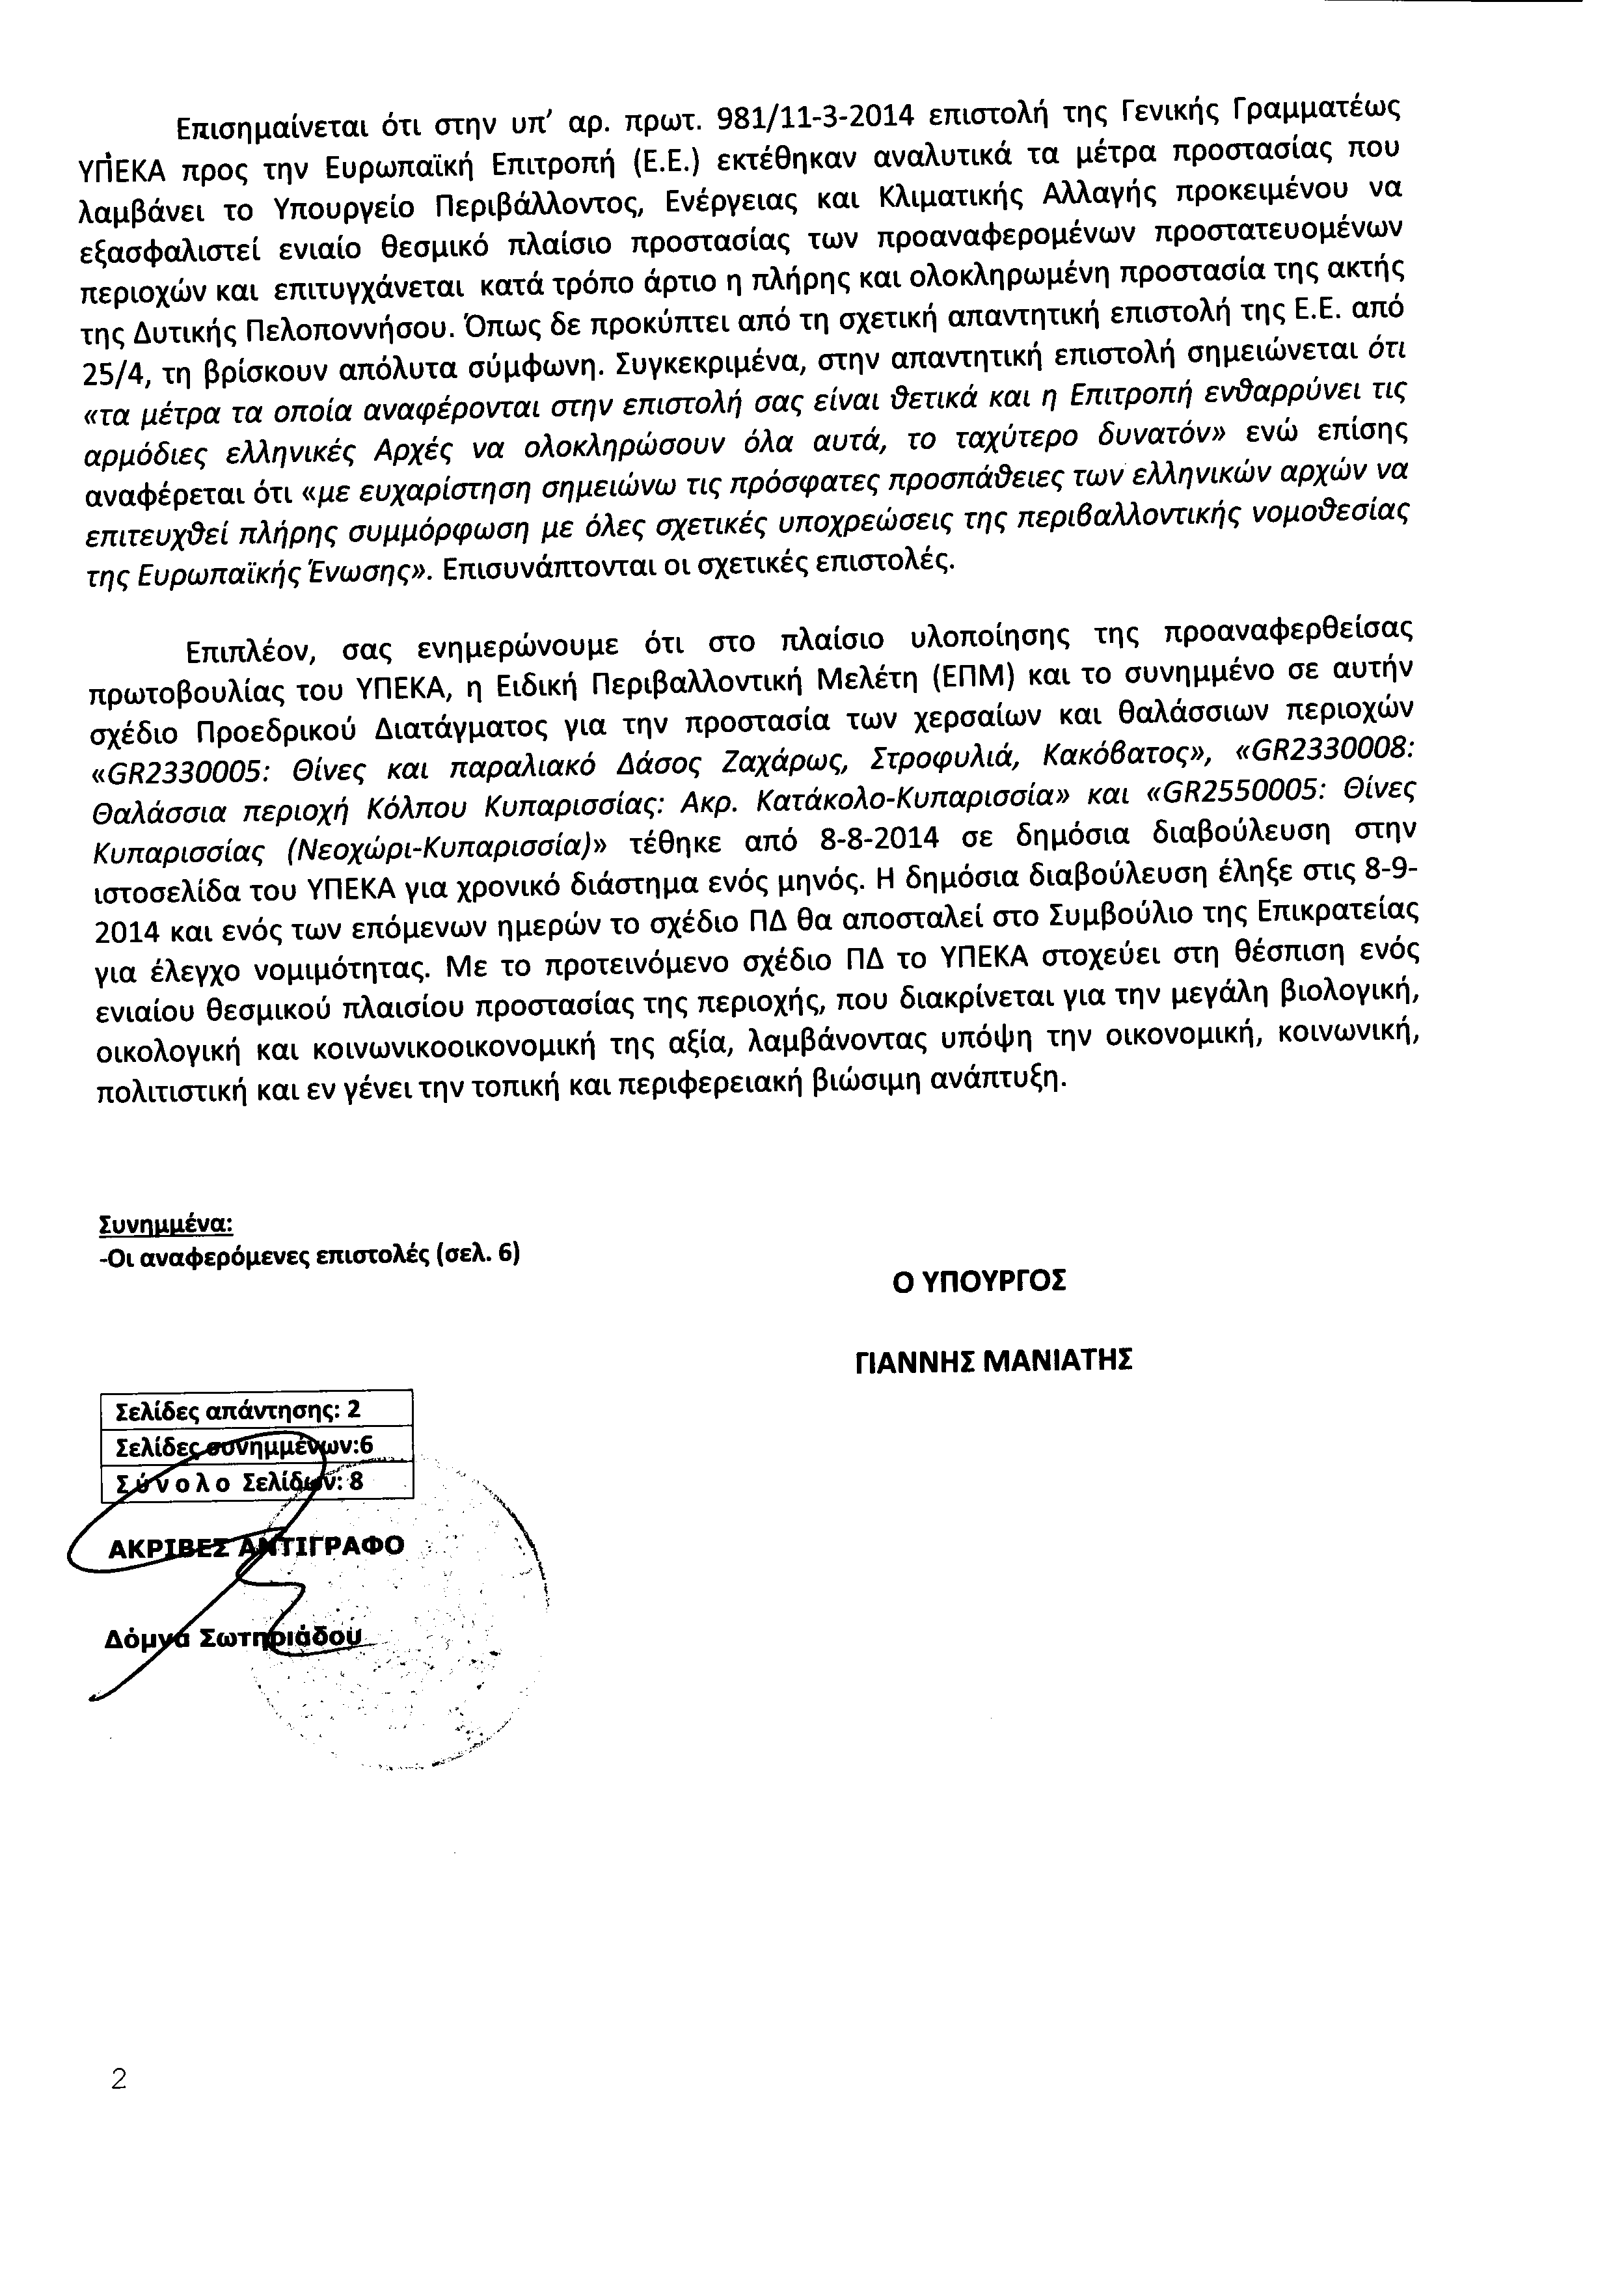 Επισημαίνεται ότι στην υπ’ αρ. πρωτ. 981/11-3-2014 επιστολή της Γενικής Γραμματέως
ΥΠΕΚΑ προς την Ευρωπαϊκή Επιτροπή (Ε.Ε.) εκτέθηκαν αναλυτικά τα μέτρα προστασίας που
λαμβάνει το Υπουργείο Περιβάλλοντος, Ενέργειας και Κλιματικής Αλλαγής προκειμένου να
εξασφαλιστεί ενιαίο θεσμικό πλαίσιο προστασίας των προαναφερομένων προστατευομένων
περιοχών και επιτυγχάνεται κατά τρόπο άρτιο η πλήρης και ολοκληρωμένη προστασία της ακτής
της Δυτικής Πελοποννήσου. Όπως δε προκύπτει από τη σχετική απαντητική επιστολή της Ε.Ε. από
25/4, τη βρίσκουν απόλυτα σύμφωνη. Συγκεκριμένα, στην απαντητική επιστολή σημειώνεται ότι
«τα μέτρα τα οποία αναφέρονται στην επιστολή σας είναι θετικά και η Επιτροπή ενθαρρύνει τις
αρμόδιες ελληνικές Αρχές να ολοκληρώσουν όλα αυτά, το ταχύτερο δυνατόν» ενώ επίσης
αναφέρεται ότι «με ευχαρίστηση σημειώνω τις πρόσφατες προσπάθειες των ελληνικών αρχών να
επιτευχθεί πλήρης συμμόρφωση με όλες σχετικές υποχρεώσεις της περιβαλλοντικής νομοθεσίας
της Ευρωπαϊκής Ένωσης». Επισυνάπτονται οι σχετικές επιστολές.
Επιπλέον, σας ενημερώνουμε ότι στο πλαίσιο υλοποίησης της προαναφερθείσας
πρωτοβουλίας του ΥΠΕΚΑ, η Ειδική Περιβαλλοντική Μελέτη (ΕΠΜ) και το συνημμένο σε αυτήν
σχέδιο Προεδρικού Διατάγματος για την προστασία των χερσαίων και θαλάσσιων περιοχών
«GR2330005: Θίνες και παραλιακό Δάσος Ζαχάρως, Στροφυλιά, Κακόβατος», «GR2330008:
Θαλάσσια περιοχή Κόλπου Κυπαρισσίας: Ακρ. Κατάκολο-Κυπαρισσία» και «GR2550005: Θίνες
Κυπαρισσίας (Νεοχώρι-Κυπαρισσία)» τέθηκε από 8-8-2014 σε δημόσια διαβούλευση στην
ιστοσελίδα του ΥΠΕΚΑ για χρονικό διάστημα ενός μηνός. Η δημόσια διαβούλευση έληξε στις 8-9-
2014 και ενός των επόμενων ημερών το σχέδιο ΠΔ θα αποσταλεί στο Συμβούλιο της Επικρατείας
για έλεγχο νομιμότητας. Με το προτεινόμενο σχέδιο ΠΔ το ΥΠΕΚΑ στοχεύει στη θέσπιση ενός
ενιαίου θεσμικού πλαισίου προστασίας της περιοχής, που διακρίνεται για την μεγάλη βιολογική,
οικολογική και κοινωνικοοικονομική της αξία, λαμβάνοντας υπόψη την οικονομική, κοινωνική,
πολιτιστική και εν γένει την τοπική και περιφερειακή βιώσιμη ανάπτυξη.
Συνημμένα:
-Οι αναφερόμενες επιστολές (σελ. 6)
Ο ΥΠΟΥΡΓΟΣ
ΓΙΑΝΝΗΣ ΜΑΝΙΑΤΗΣ
Σελίδες απάντησης: 2
Σελίδες συνημμένων:6
Σ ύ ν ο λ ο Σελίδων: 8
ΑΚΡΙΒΕΣ ΑΝΤΙΓΡΑΦΟ
Δόμνα Σωτηριάδου
2